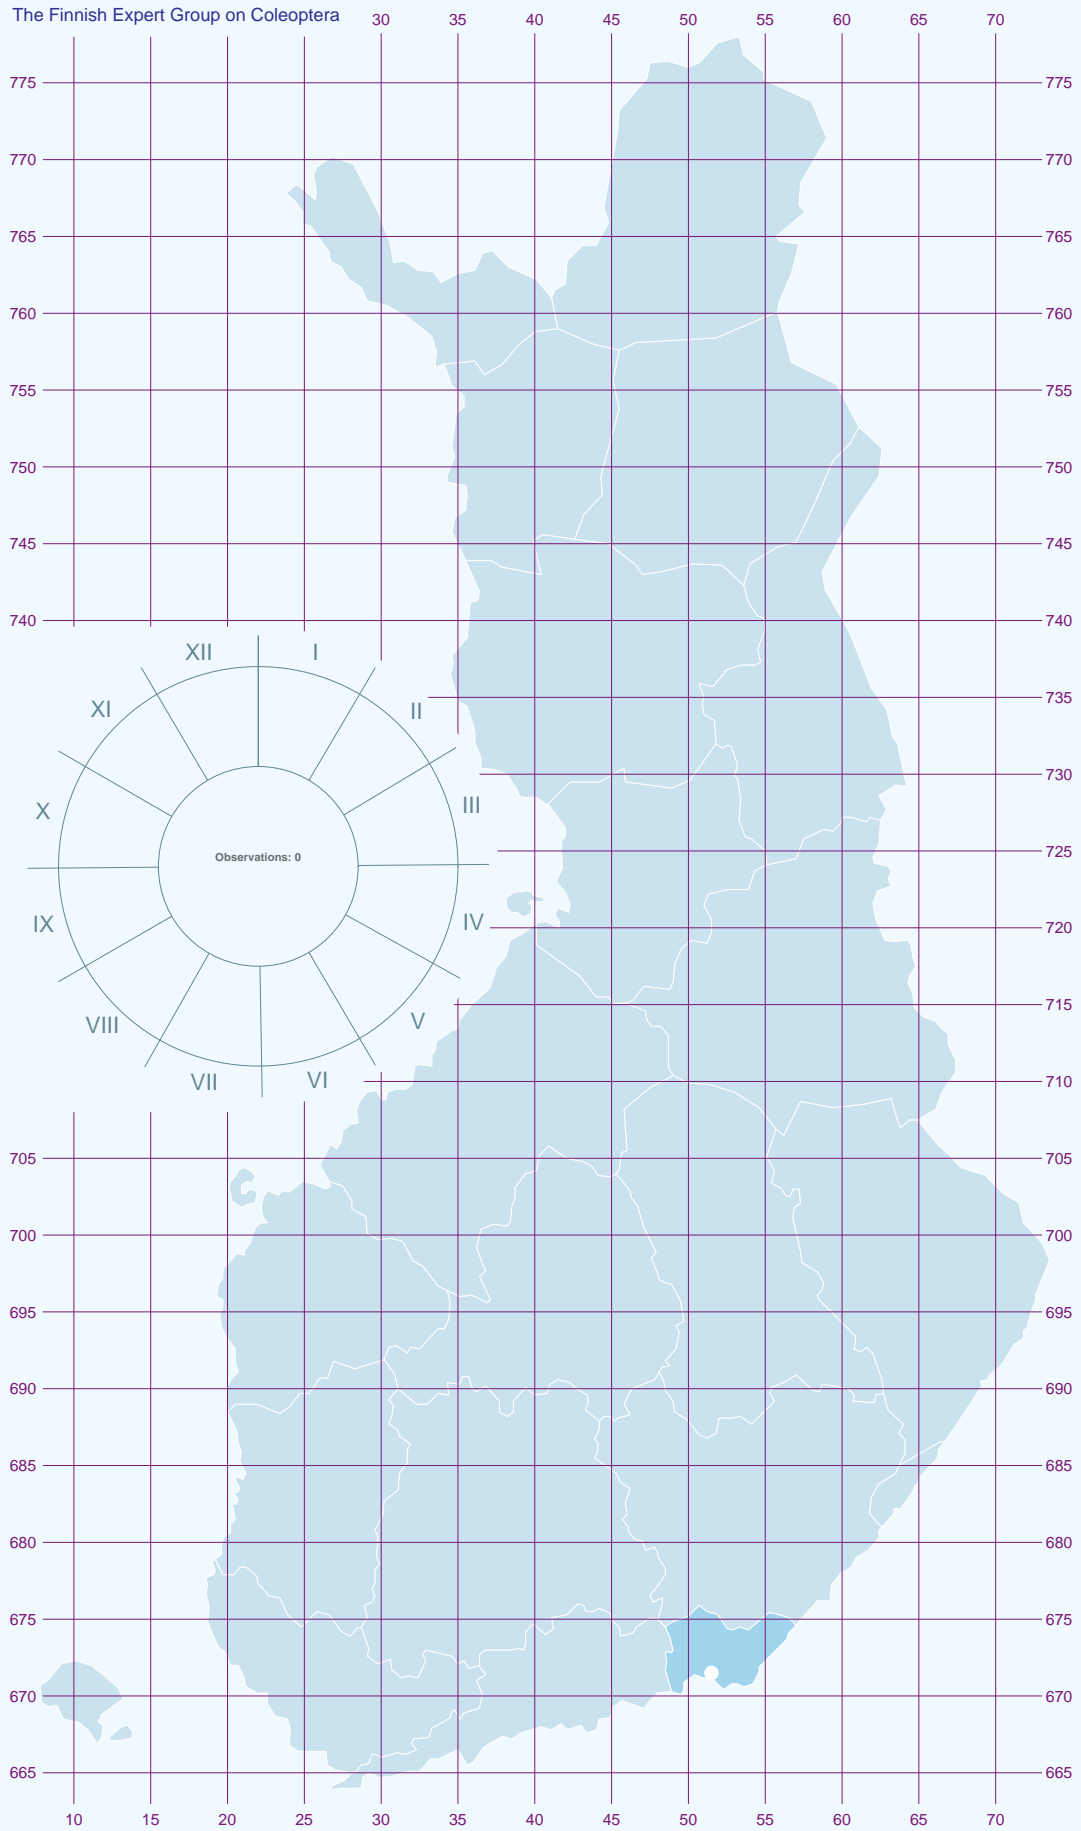 The Finnish Expert Group on Coleoptera
30 35 40 45 50 55 60 65 70
775 775
770 770
765 765
760 760
755 755
750 750
745 745
740 740
XII I
XI II
735
730
X III
Observations: 0
725
IX IV
720
715
VIII V
VII VI
710
705 705
700 700
695 695
690 690
685 685
680 680
675 675
670 670
665 665
10 15 20 25 30 35 40 45 50 55 60 65 70